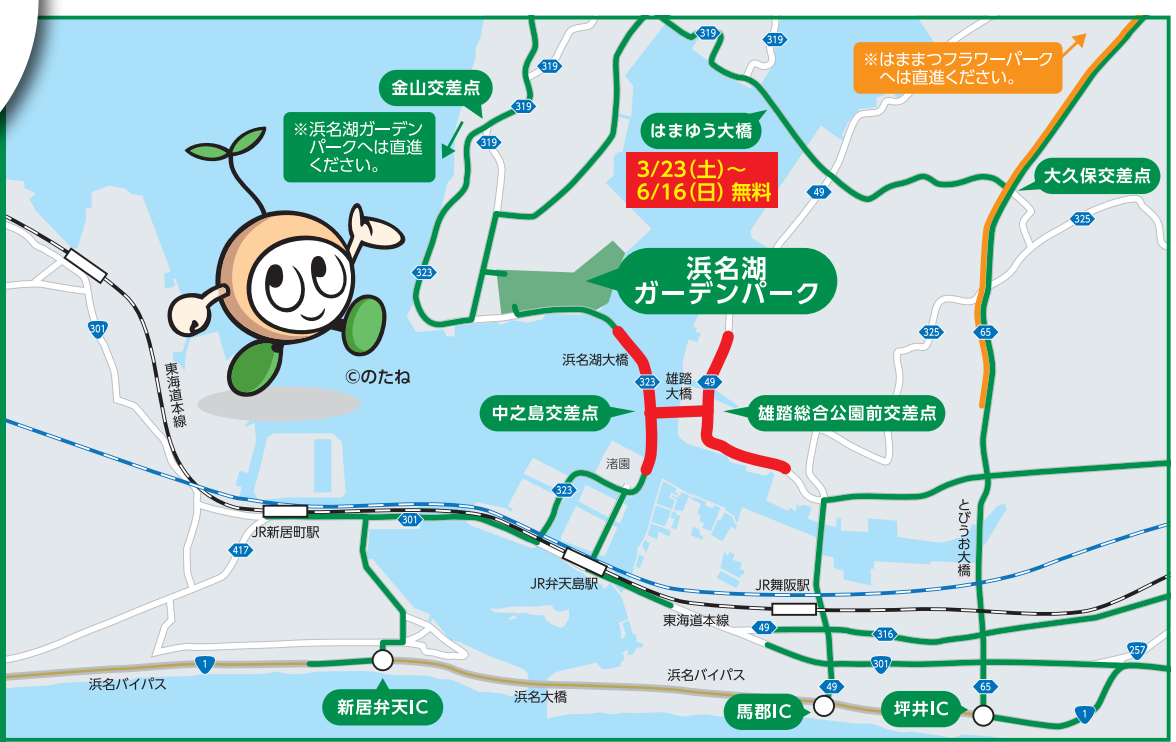 319
319
319
※はままつフラワーパーク
へは直進ください。
金山交差点
319
※浜名湖ガーデン
パークへは直進
ください。
319
はまゆう大橋
3/23(土)～
6/16(日) 無料
大久保交差点
49
325
浜名湖
ガーデンパーク
323
301
325
65
東海道本線
©のたね
浜名湖大橋
323
雄踏
大橋
49
中之島交差点
雄踏総合公園前交差点
渚園
323
301
とびうお大橋
JR新居町駅
417
JR弁天島駅
JR舞阪駅
東海道本線
49
316
301
257
1
浜名バイパス
浜名バイパス
浜名大橋
49
65
新居弁天IC
馬郡IC
坪井IC
1